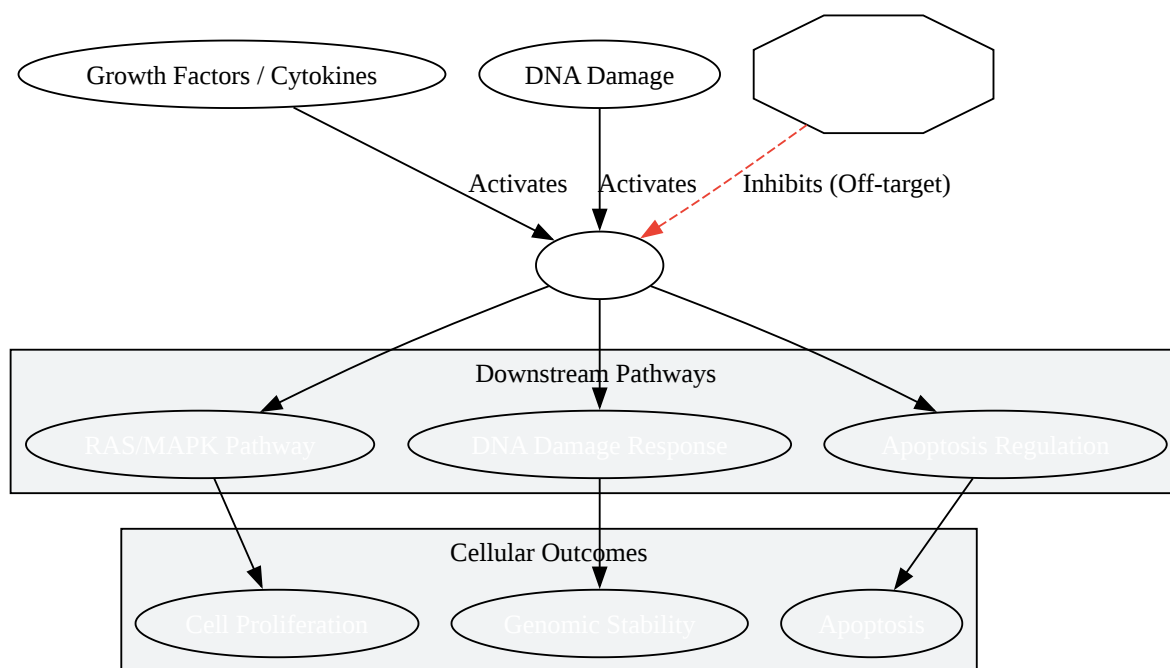 Growth Factors / Cytokines
DNA Damage
Activates
Activates
Inhibits (Off-target)
Downstream Pathways
RAS/MAPK Pathway
DNA Damage Response
Apoptosis Regulation
Cellular Outcomes
Cell Proliferation
Genomic Stability
Apoptosis